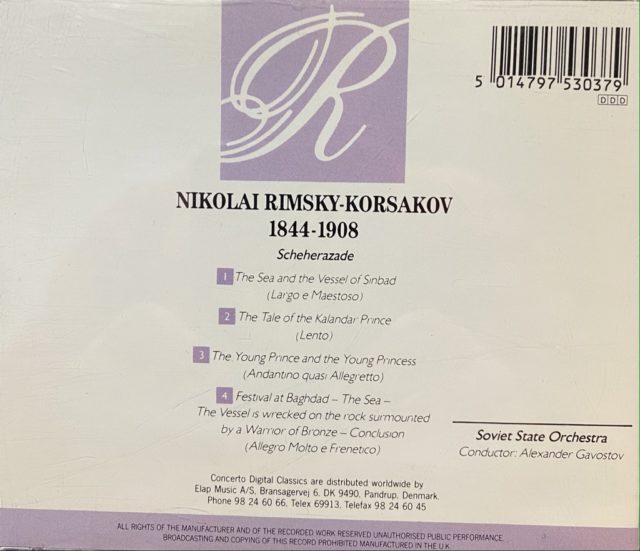 R
5 014797 530379
DDD
NIKOLAI RIMSKY-KORSAKOV
1844-1908
Scheherazade
1 The Sea and the Vessel of Sinbad
(Largo e Maestoso)
2 The Tale of the Kalandar Prince
(Lento)
3 The Young Prince and the Young Princess
(Andantino quasi Allegretto)
4 Festival at Baghdad – The Sea –
The Vessel is wrecked on the rock surmounted
by a Warrior of Bronze – Conclusion
(Allegro Molto e Frenetico)
Soviet State Orchestra
Conductor: Alexander Gavostov
Concerto Digital Classics are distributed worldwide by
Elap Music A/S, Bransagervej 6. DK 9490, Pandrup, Denmark.
Phone 98 24 60 66, Telex 69913, Telefax 98 24 60 45
ALL RIGHTS OF THE MANUFACTURER AND OF THE RECORDED WORK RESERVED UNAUTHORISED PUBLIC PERFORMANCE.
BROADCASTING AND COPYING OF THIS RECORD PROHIBITED MANUFACTURED IN THE U.K.